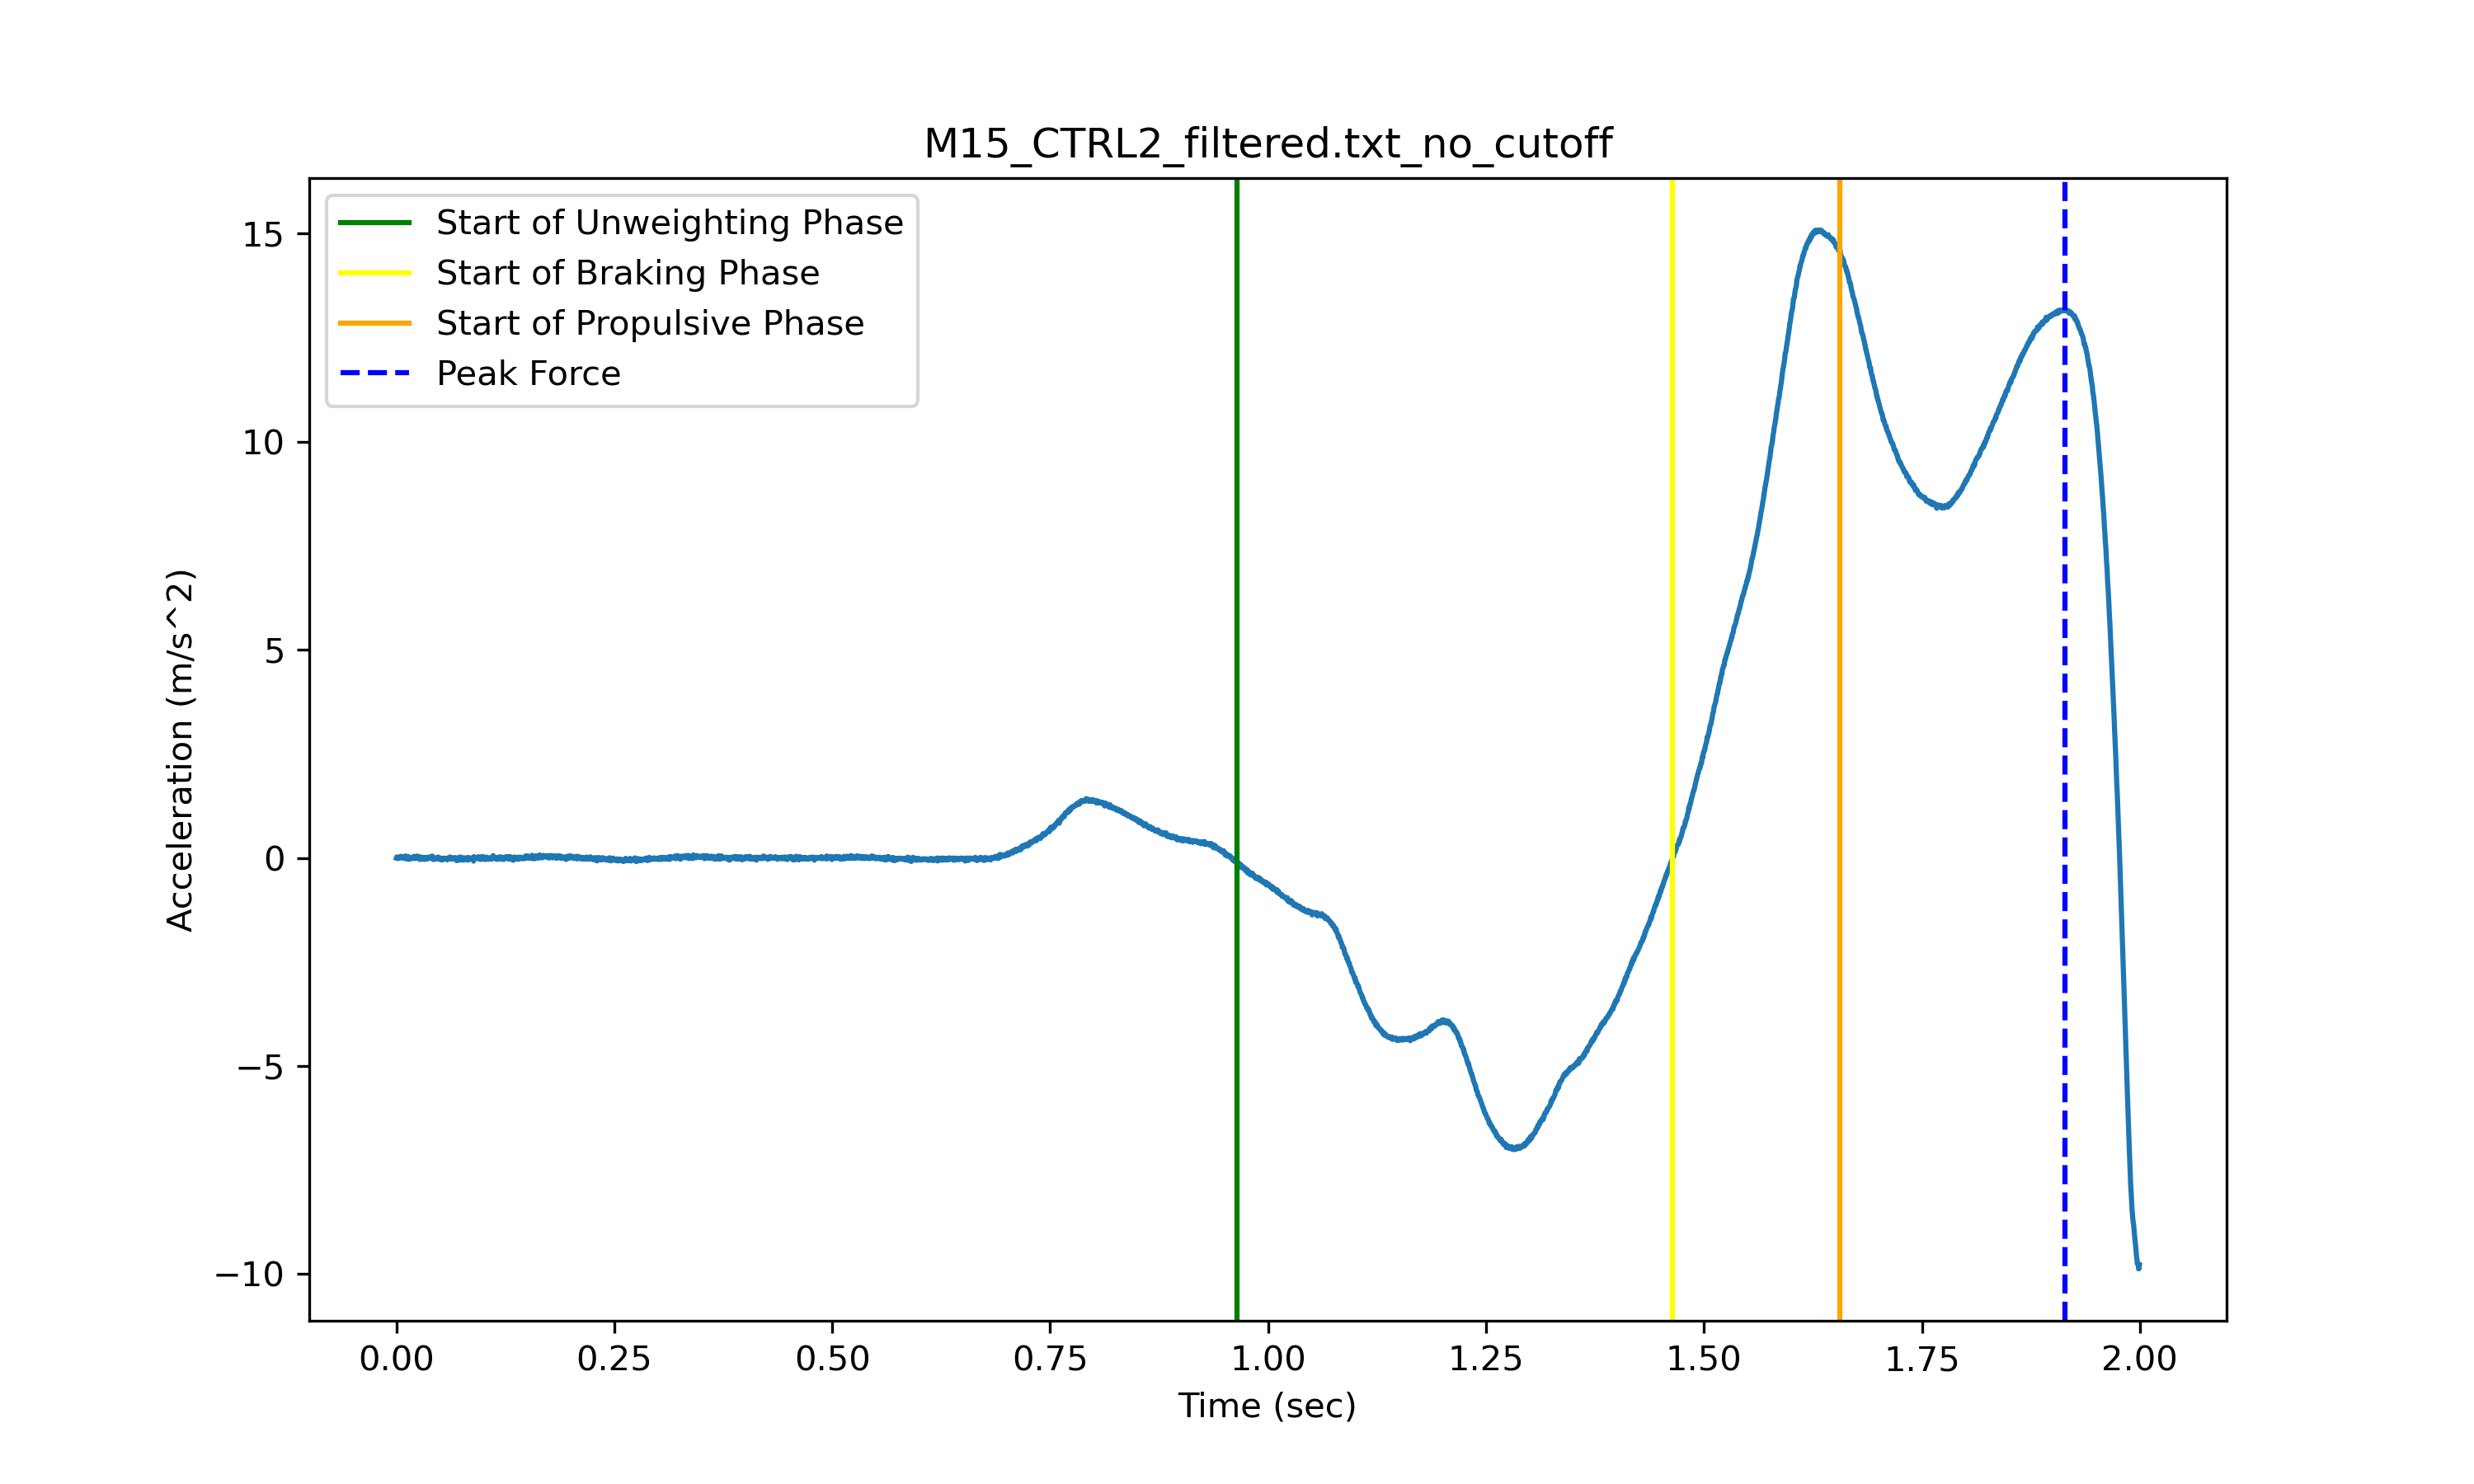 M15_CTRL2_filtered.txt_no_cutoff
Start of Unweighting Phase
Start of Braking Phase
Start of Propulsive Phase
Peak Force
15
10
5
0
−5
−10
Acceleration (m/s^2)
0.00 0.25 0.50 0.75 1.00 1.25 1.50 1.75 2.00
Time (sec)